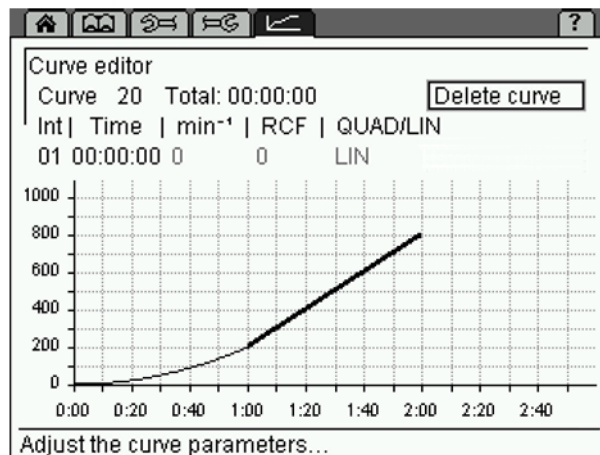 ?
Curve editor
Curve 20 Total: 00:00:00 Delete curve
Int | Time | min⁻¹ | RCF | QUAD/LIN
01 00:00:00 0 0 LIN
1000
800
600
400
200
0
0:00 0:20 0:40 1:00 1:20 1:40 2:00 2:20 2:40
Adjust the curve parameters...